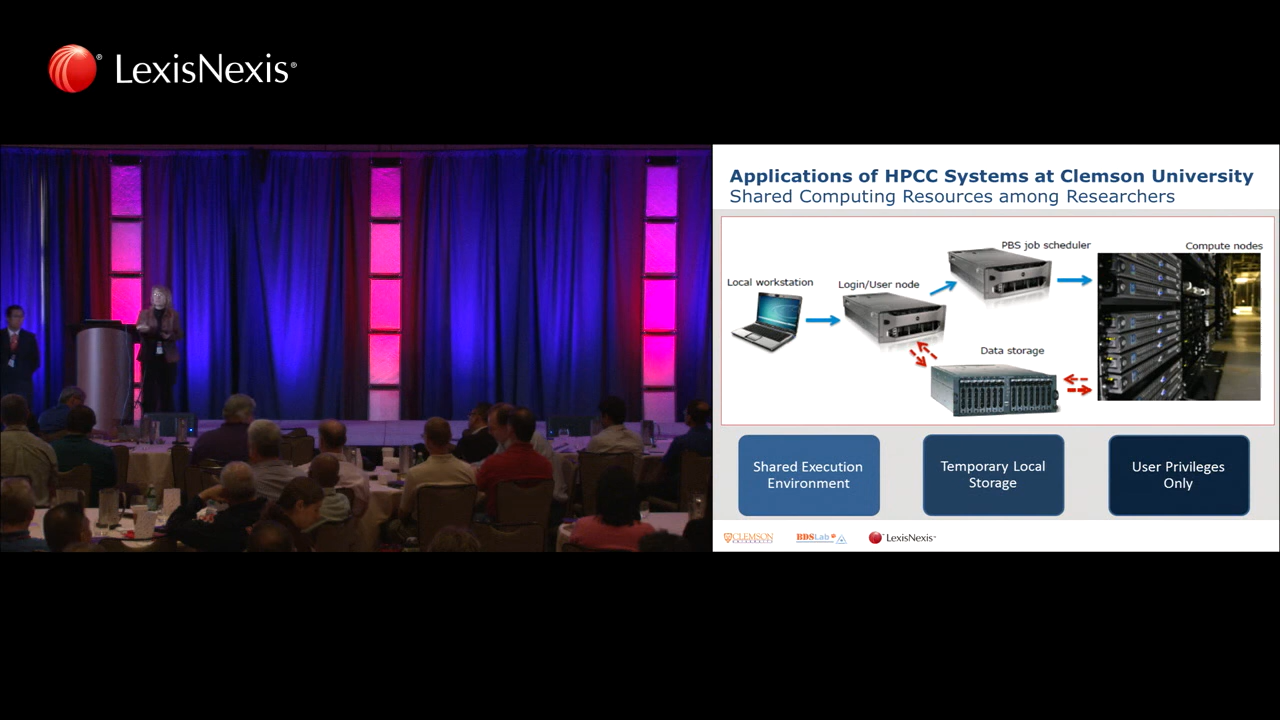 LexisNexis®
Applications of HPCC Systems at Clemson University
Shared Computing Resources among Researchers
PBS job scheduler
Compute nodes
Local workstation
Login/User node
Data storage
Shared Execution
Environment
Temporary Local
Storage
User Privileges
Only
CLEMSON
BDSLab
LexisNexis